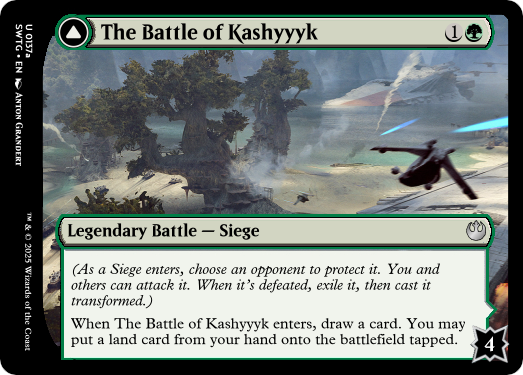 The Battle of Kashyyyk
1
Legendary Battle — Siege
(As a Siege enters, choose an opponent to protect it. You and
others can attack it. When it's defeated, exile it, then cast it
transformed.)
When The Battle of Kashyyyk enters, draw a card. You may
put a land card from your hand onto the battlefield tapped.
4
U 0137a
SWTG • EN ANTON GRANDERT
™ & © 2025 Wizards of the Coast